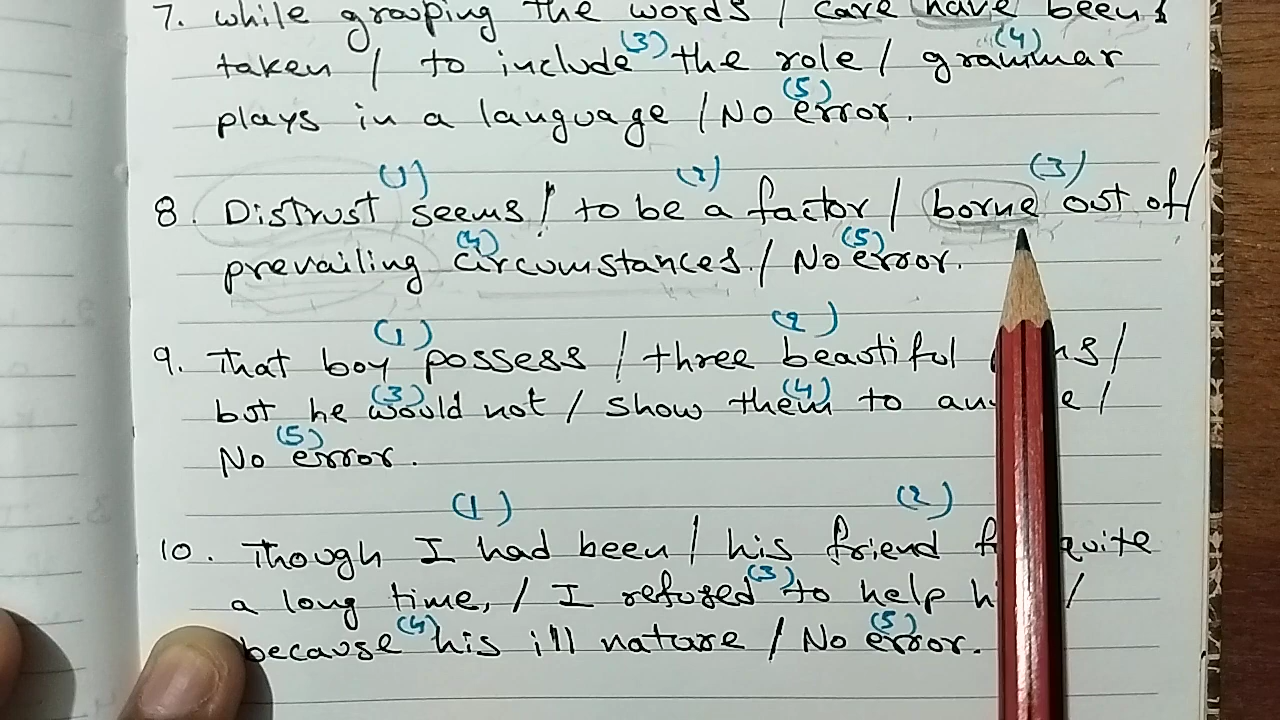 7. while grouping the words / care have been
taken / to include the role / grammar
(3) (4)
plays in a language / No error.
(5)
(1) (2) (3)
8. Distrust seems / to be a factor / borne out of /
(4) (5)
prevailing circumstances. / No error.
(1) (2)
9. That boy possess / three beautiful /
(3) (4)
but he would not / show them to /
(5)
No error.
(1) (2)
10. Though I had been / his friend quite
(3)
a long time, / I refused to help /
(4) (5)
because his ill nature / No error.